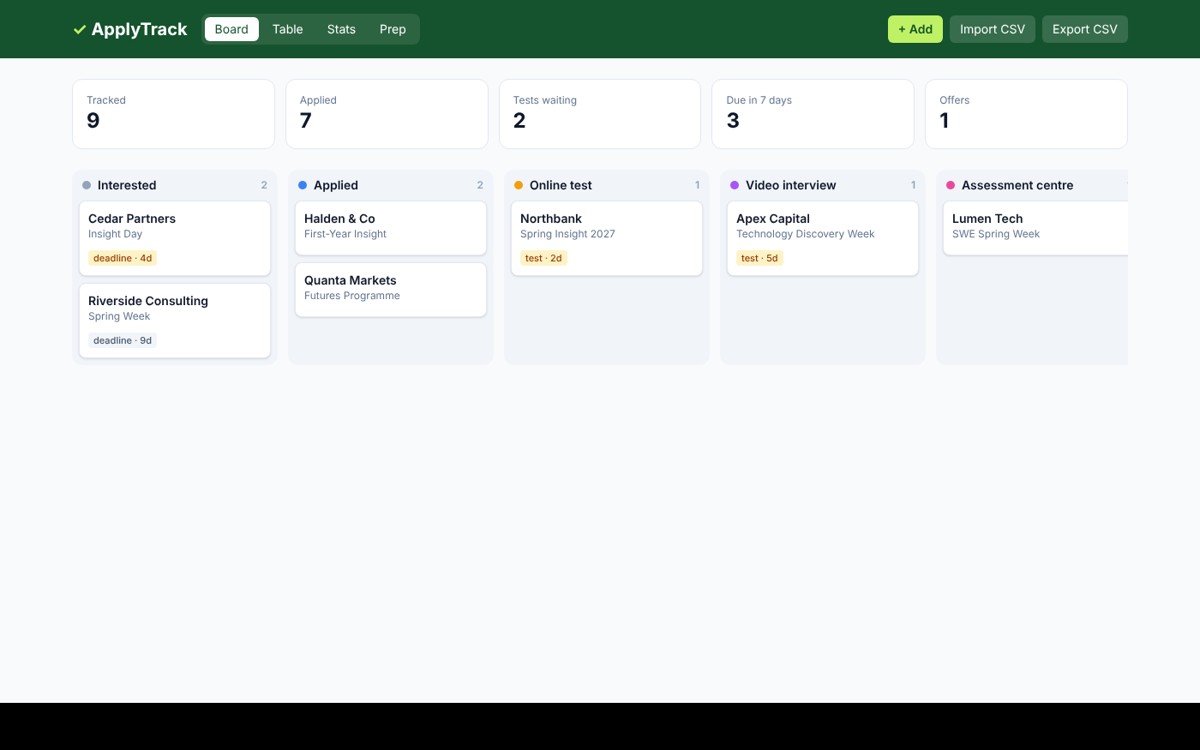 ApplyTrack
Board Table Stats Prep
+ Add Import CSV Export CSV
Tracked
9
Applied
7
Tests waiting
2
Due in 7 days
3
Offers
1
Interested 2
Cedar Partners
Insight Day
deadline · 4d
Riverside Consulting
Spring Week
deadline · 9d
Applied 2
Halden & Co
First-Year Insight
Quanta Markets
Futures Programme
Online test 1
Northbank
Spring Insight 2027
test · 2d
Video interview 1
Apex Capital
Technology Discovery Week
test · 5d
Assessment centre
Lumen Tech
SWE Spring Week